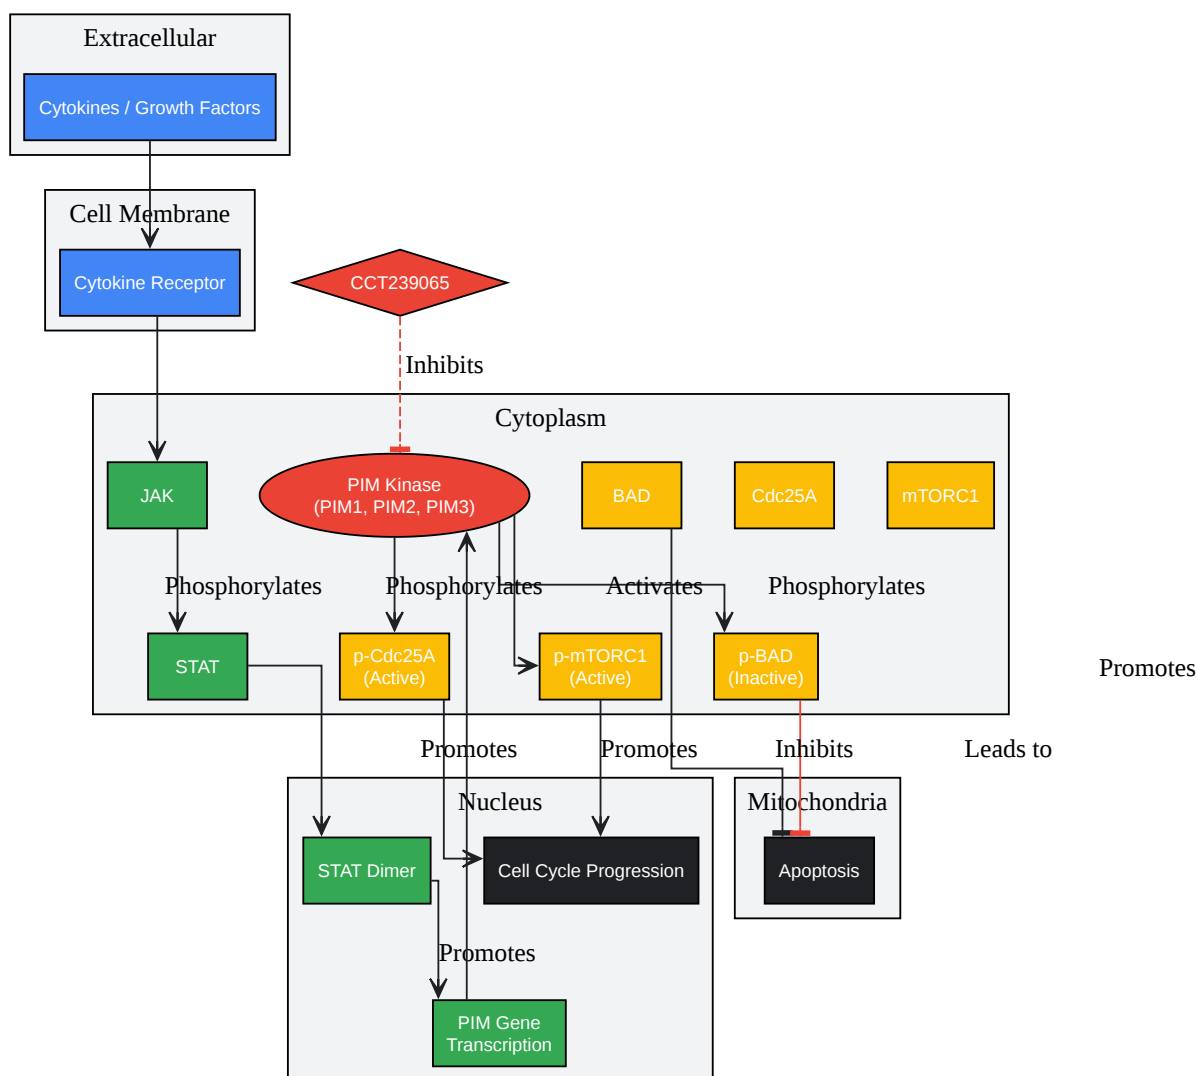 Extracellular
Cytokines / Growth Factors
Cell Membrane
Cytokine Receptor
CCT239065
Inhibits
Cytoplasm
JAK
PIM Kinase
(PIM1, PIM2, PIM3)
BAD
Cdc25A
mTORC1
Phosphorylates
Phosphorylates
Activates
Phosphorylates
STAT
p-Cdc25A
(Active)
p-mTORC1
(Active)
p-BAD
(Inactive)
Promotes
Promotes
Promotes
Inhibits
Leads to
Nucleus
Mitochondria
STAT Dimer
Cell Cycle Progression
Apoptosis
Promotes
PIM Gene
Transcription